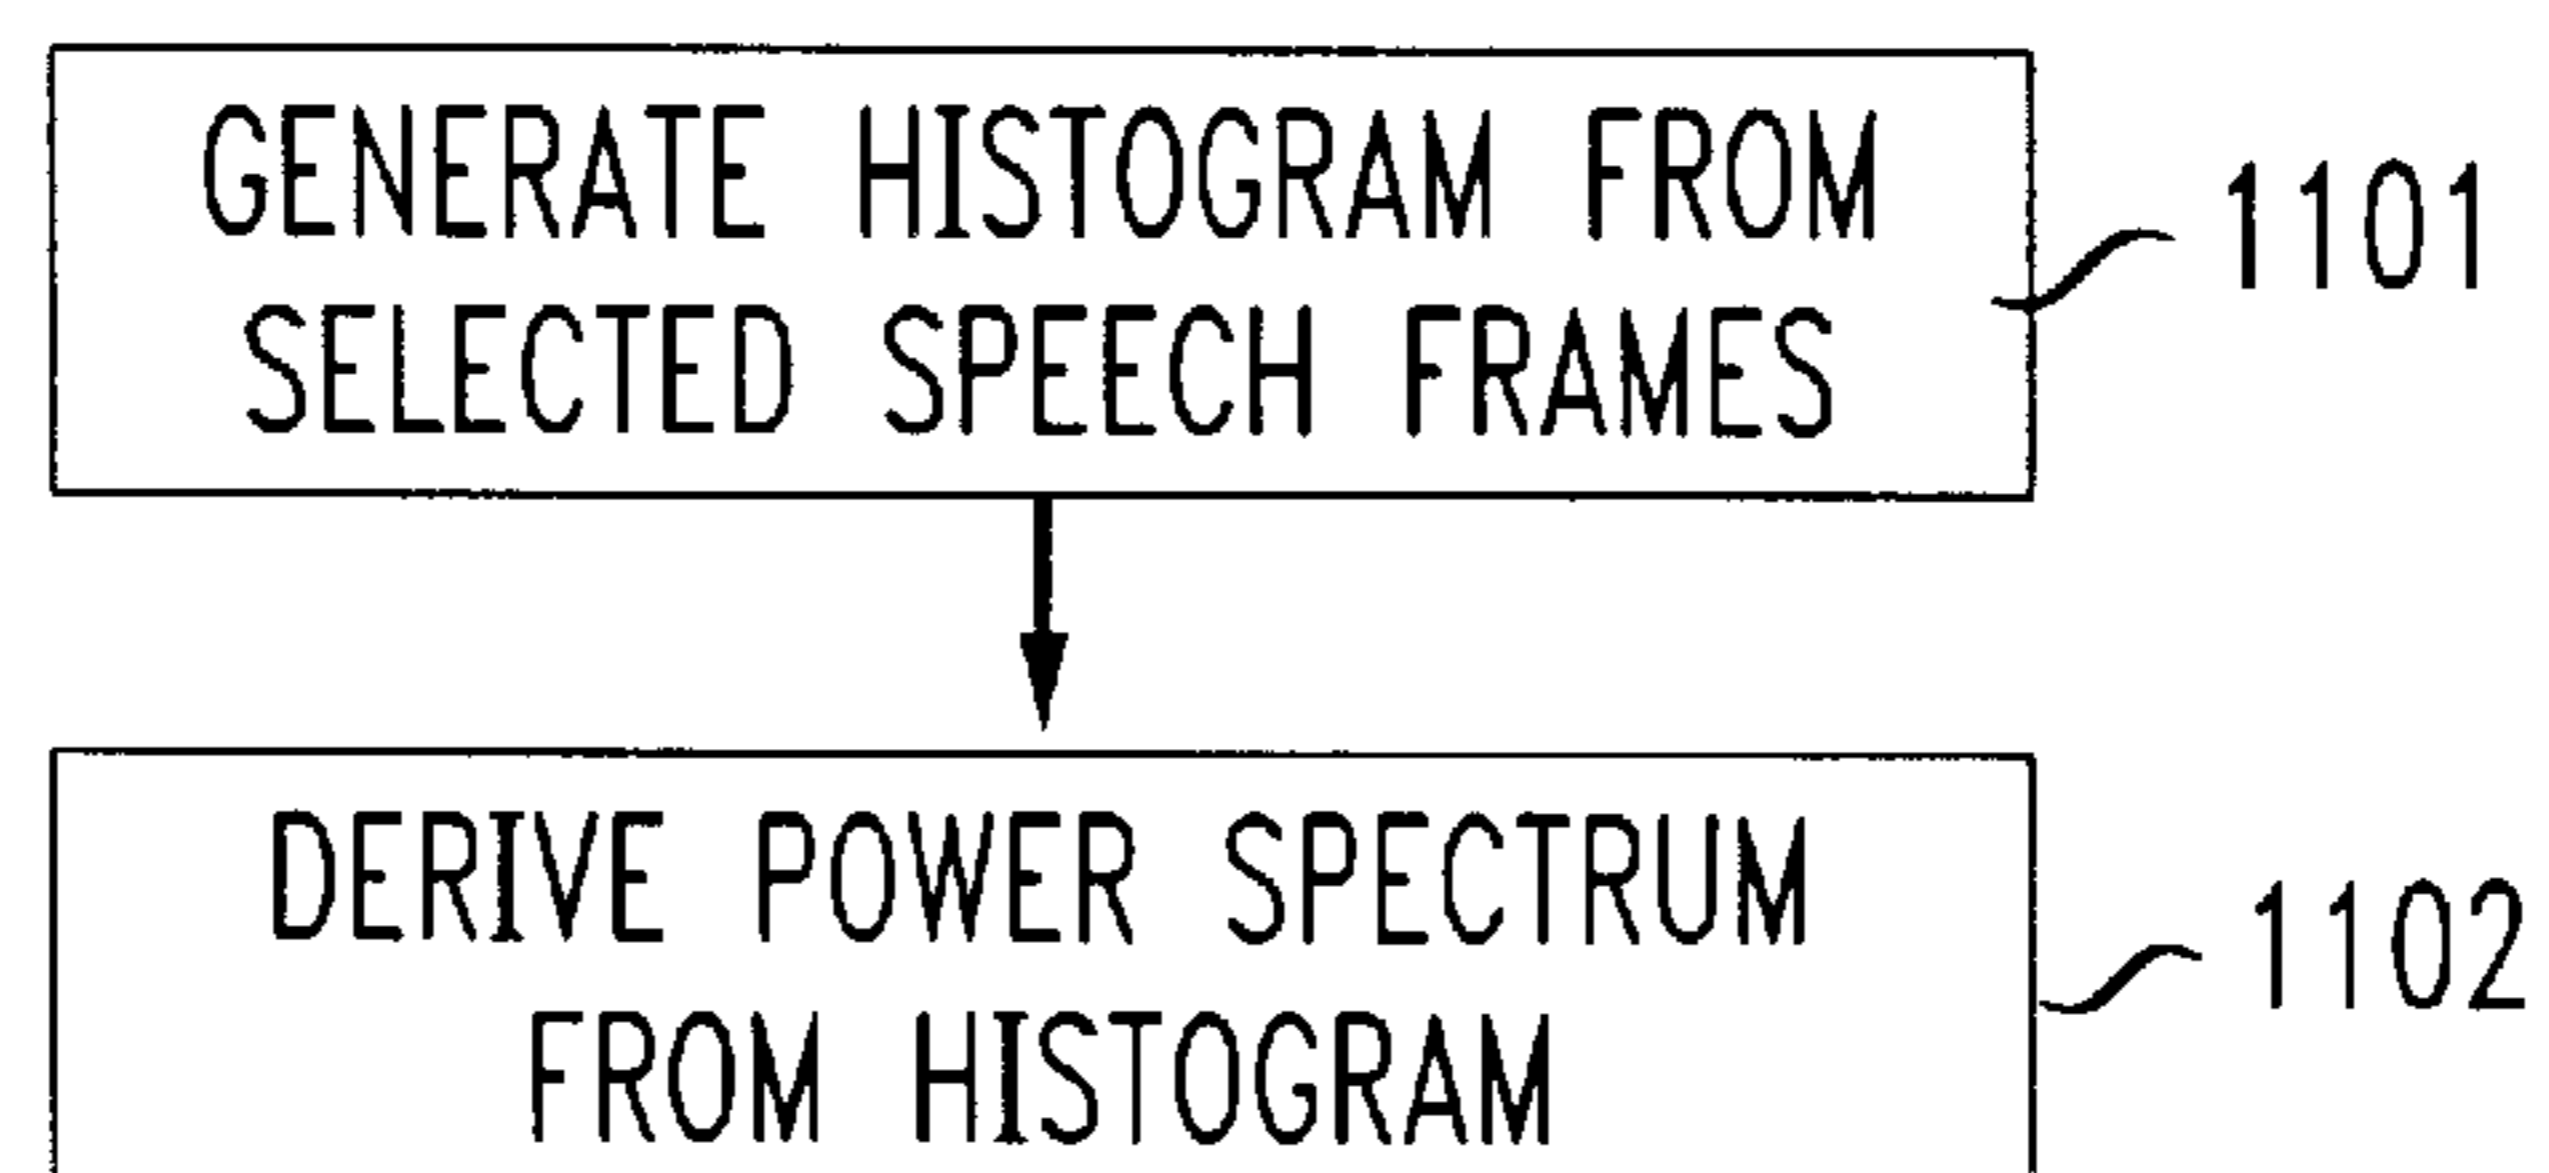 GENERATE HISTOGRAM FROM
SELECTED SPEECH FRAMES
1101
DERIVE POWER SPECTRUM
FROM HISTOGRAM
1102